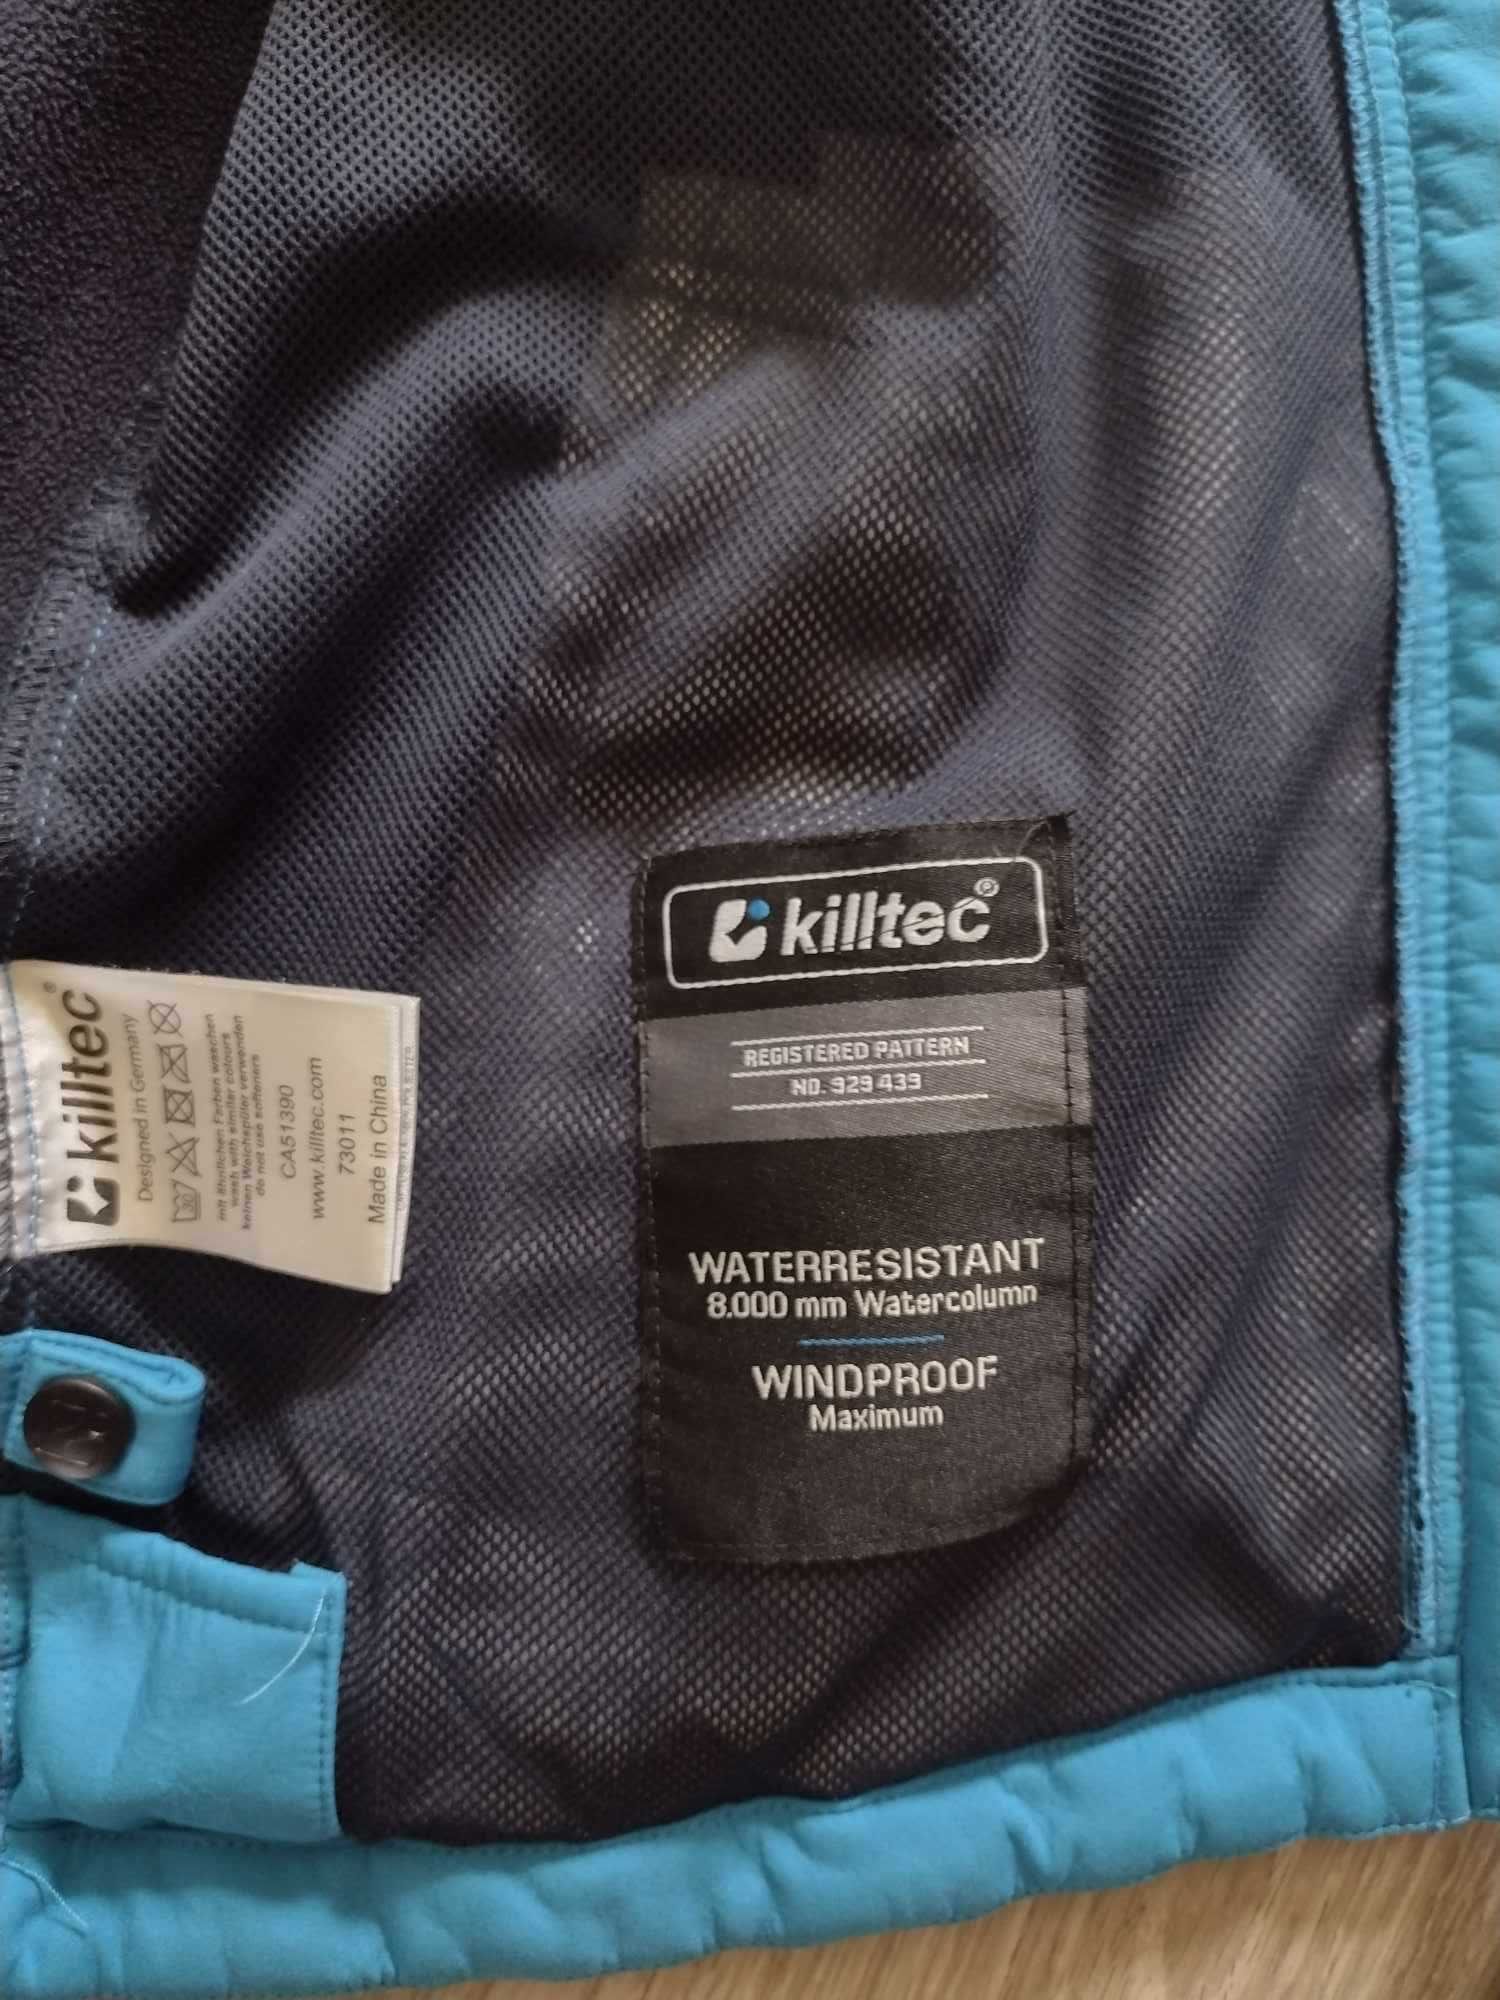 killtec®
REGISTERED PATTERN
NO. 929 439
WATERRESISTANT
8.000 mm Watercolumn
WINDPROOF
Maximum
killtec®
Designed in Germany
30
mit ähnlichen Farben waschen
wash with similar colours
keinen Weichspüler verwenden
do not use softeners
CA51390
www.killtec.com
73011
Made in China